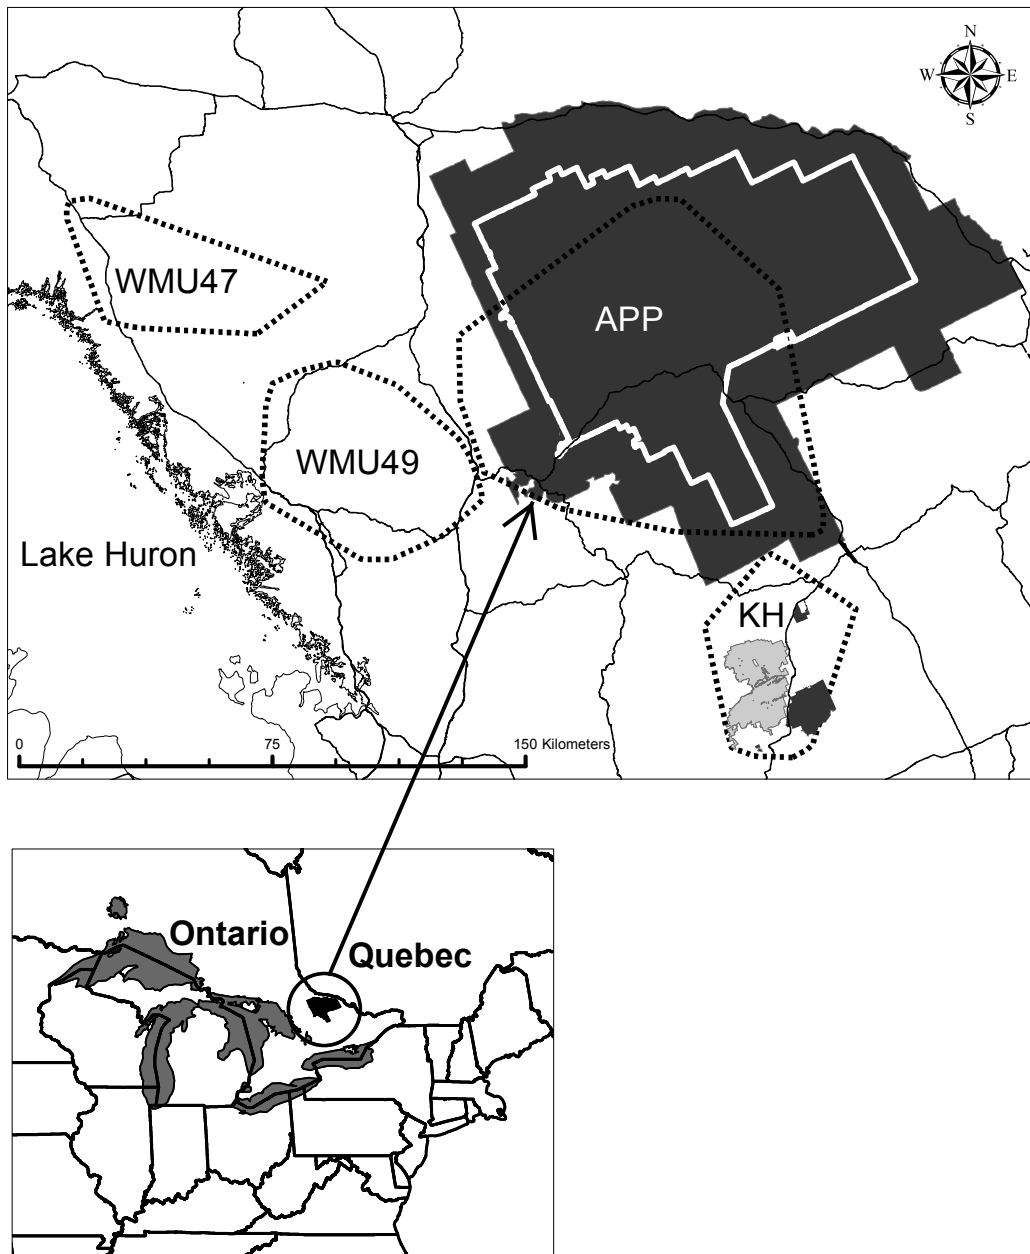 N
W E
S
WMU47
APP
WMU49
Lake Huron
KH
0 75 150 Kilometers
Ontario
Quebec